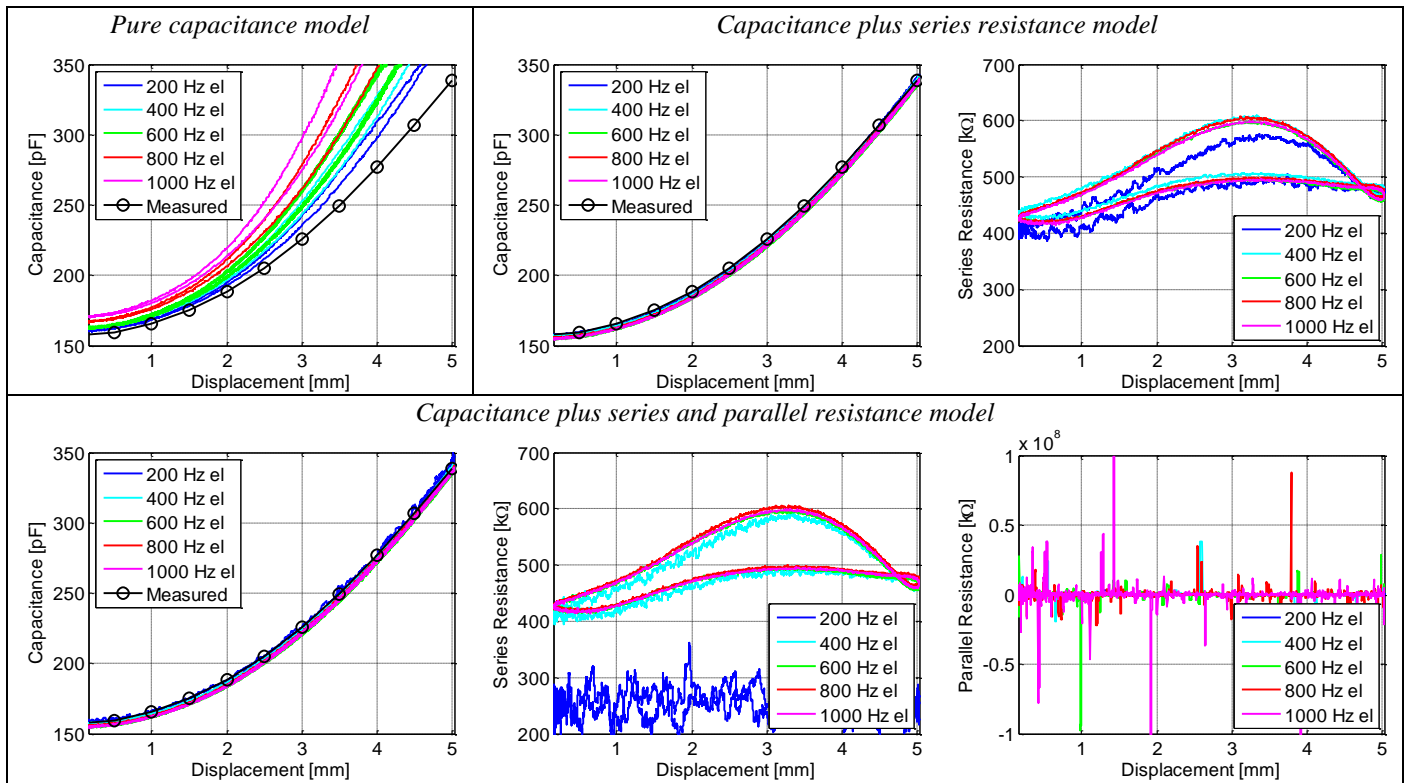 Pure capacitance model
Capacitance plus series resistance model
350
300
250
200
150
Capacitance [pF]
200 Hz el
400 Hz el
600 Hz el
800 Hz el
1000 Hz el
Measured
1 2 3 4 5
Displacement [mm]
350
300
250
200
150
Capacitance [pF]
200 Hz el
400 Hz el
600 Hz el
800 Hz el
1000 Hz el
Measured
1 2 3 4 5
Displacement [mm]
700
600
500
400
300
200
Series Resistance [kΩ]
200 Hz el
400 Hz el
600 Hz el
800 Hz el
1000 Hz el
1 2 3 4 5
Displacement [mm]
Capacitance plus series and parallel resistance model
350
300
250
200
150
Capacitance [pF]
200 Hz el
400 Hz el
600 Hz el
800 Hz el
1000 Hz el
Measured
1 2 3 4 5
Displacement [mm]
700
600
500
400
300
200
Series Resistance [kΩ]
200 Hz el
400 Hz el
600 Hz el
800 Hz el
1000 Hz el
1 2 3 4 5
Displacement [mm]
x 10^8
1
0.5
0
-0.5
-1
Parallel Resistance [kΩ]
200 Hz el
400 Hz el
600 Hz el
800 Hz el
1000 Hz el
1 2 3 4 5
Displacement [mm]